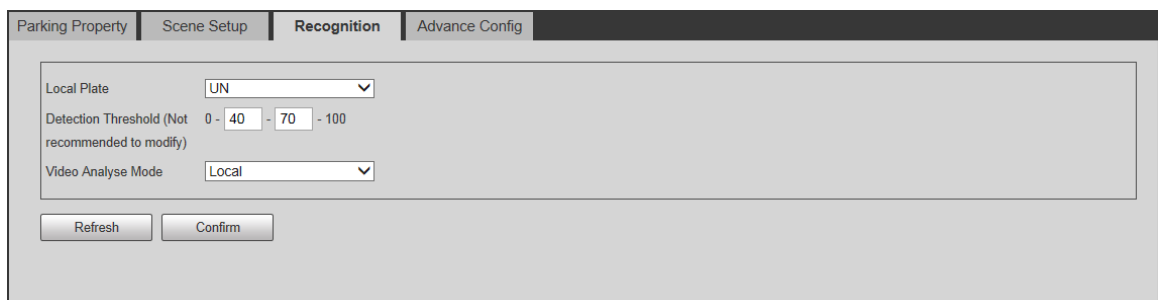 Parking Property Scene Setup Recognition Advance Config
Local Plate UN
Detection Threshold (Not 0 - 40 - 70 - 100
recommended to modify)
Video Analyse Mode Local
Refresh Confirm